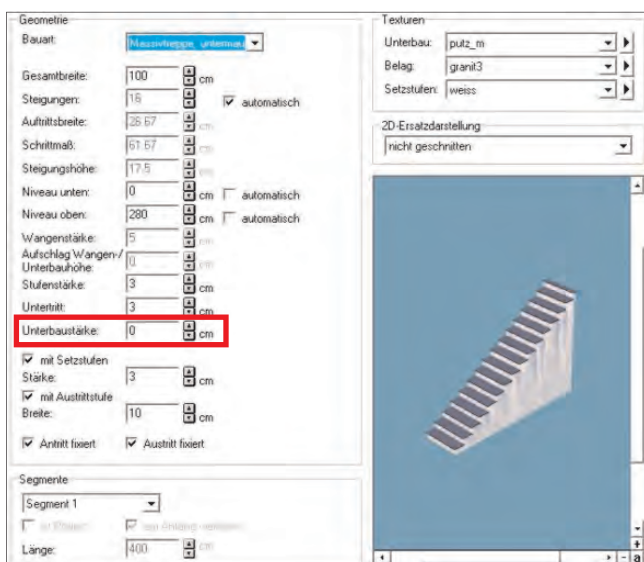 Geometrie
Bauart: Massivtreppe, untermau
Gesamtbreite: 100 cm
Steigungen: 16 automatisch
Auftrittsbreite: 26.67 cm
Schrittmaß: 61.67 cm
Steigungshöhe: 17.5 cm
Niveau unten: 0 cm automatisch
Niveau oben: 280 cm automatisch
Wangenstärke: 5 cm
Aufschlag Wangen-/
Unterbauhöhe: 0 cm
Stufenstärke: 3 cm
Untertritt: 3 cm
Unterbaustärke: 0 cm
mit Setzstufen
Stärke: 3 cm
mit Austrittstufe
Breite: 10 cm
Antritt fixiert Austritt fixiert
Segmente
Segment 1
Länge: 400 cm
Texturen
Unterbau: putz_m
Belag: granit3
Setzstufen: weiss
2D-Ersatzdarstellung
nicht geschnitten
+
- a